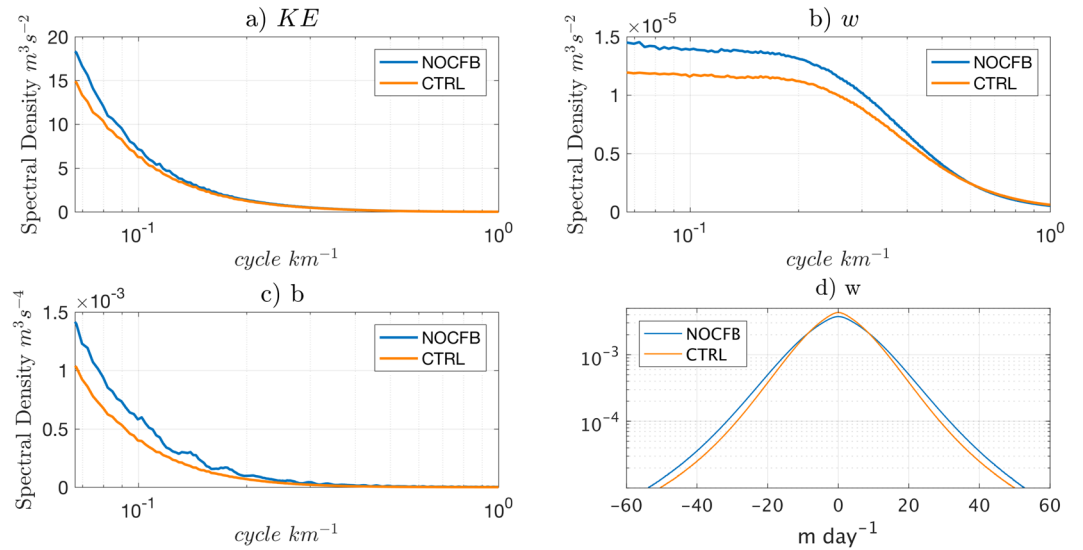 a) KE
Spectral Density m³s⁻²
20
15
10
5
0
NOCFB
CTRL
10⁻¹
10⁰
cycle km⁻¹
b) w
×10⁻⁵
Spectral Density m³s⁻²
1.5
1
0.5
0
NOCFB
CTRL
10⁻¹
10⁰
cycle km⁻¹
c) b
×10⁻³
Spectral Density m³s⁻⁴
1.5
1
0.5
0
NOCFB
CTRL
10⁻¹
10⁰
cycle km⁻¹
d) w
10⁻³
10⁻⁴
NOCFB
CTRL
−60 −40 −20 0 20 40 60
m day⁻¹